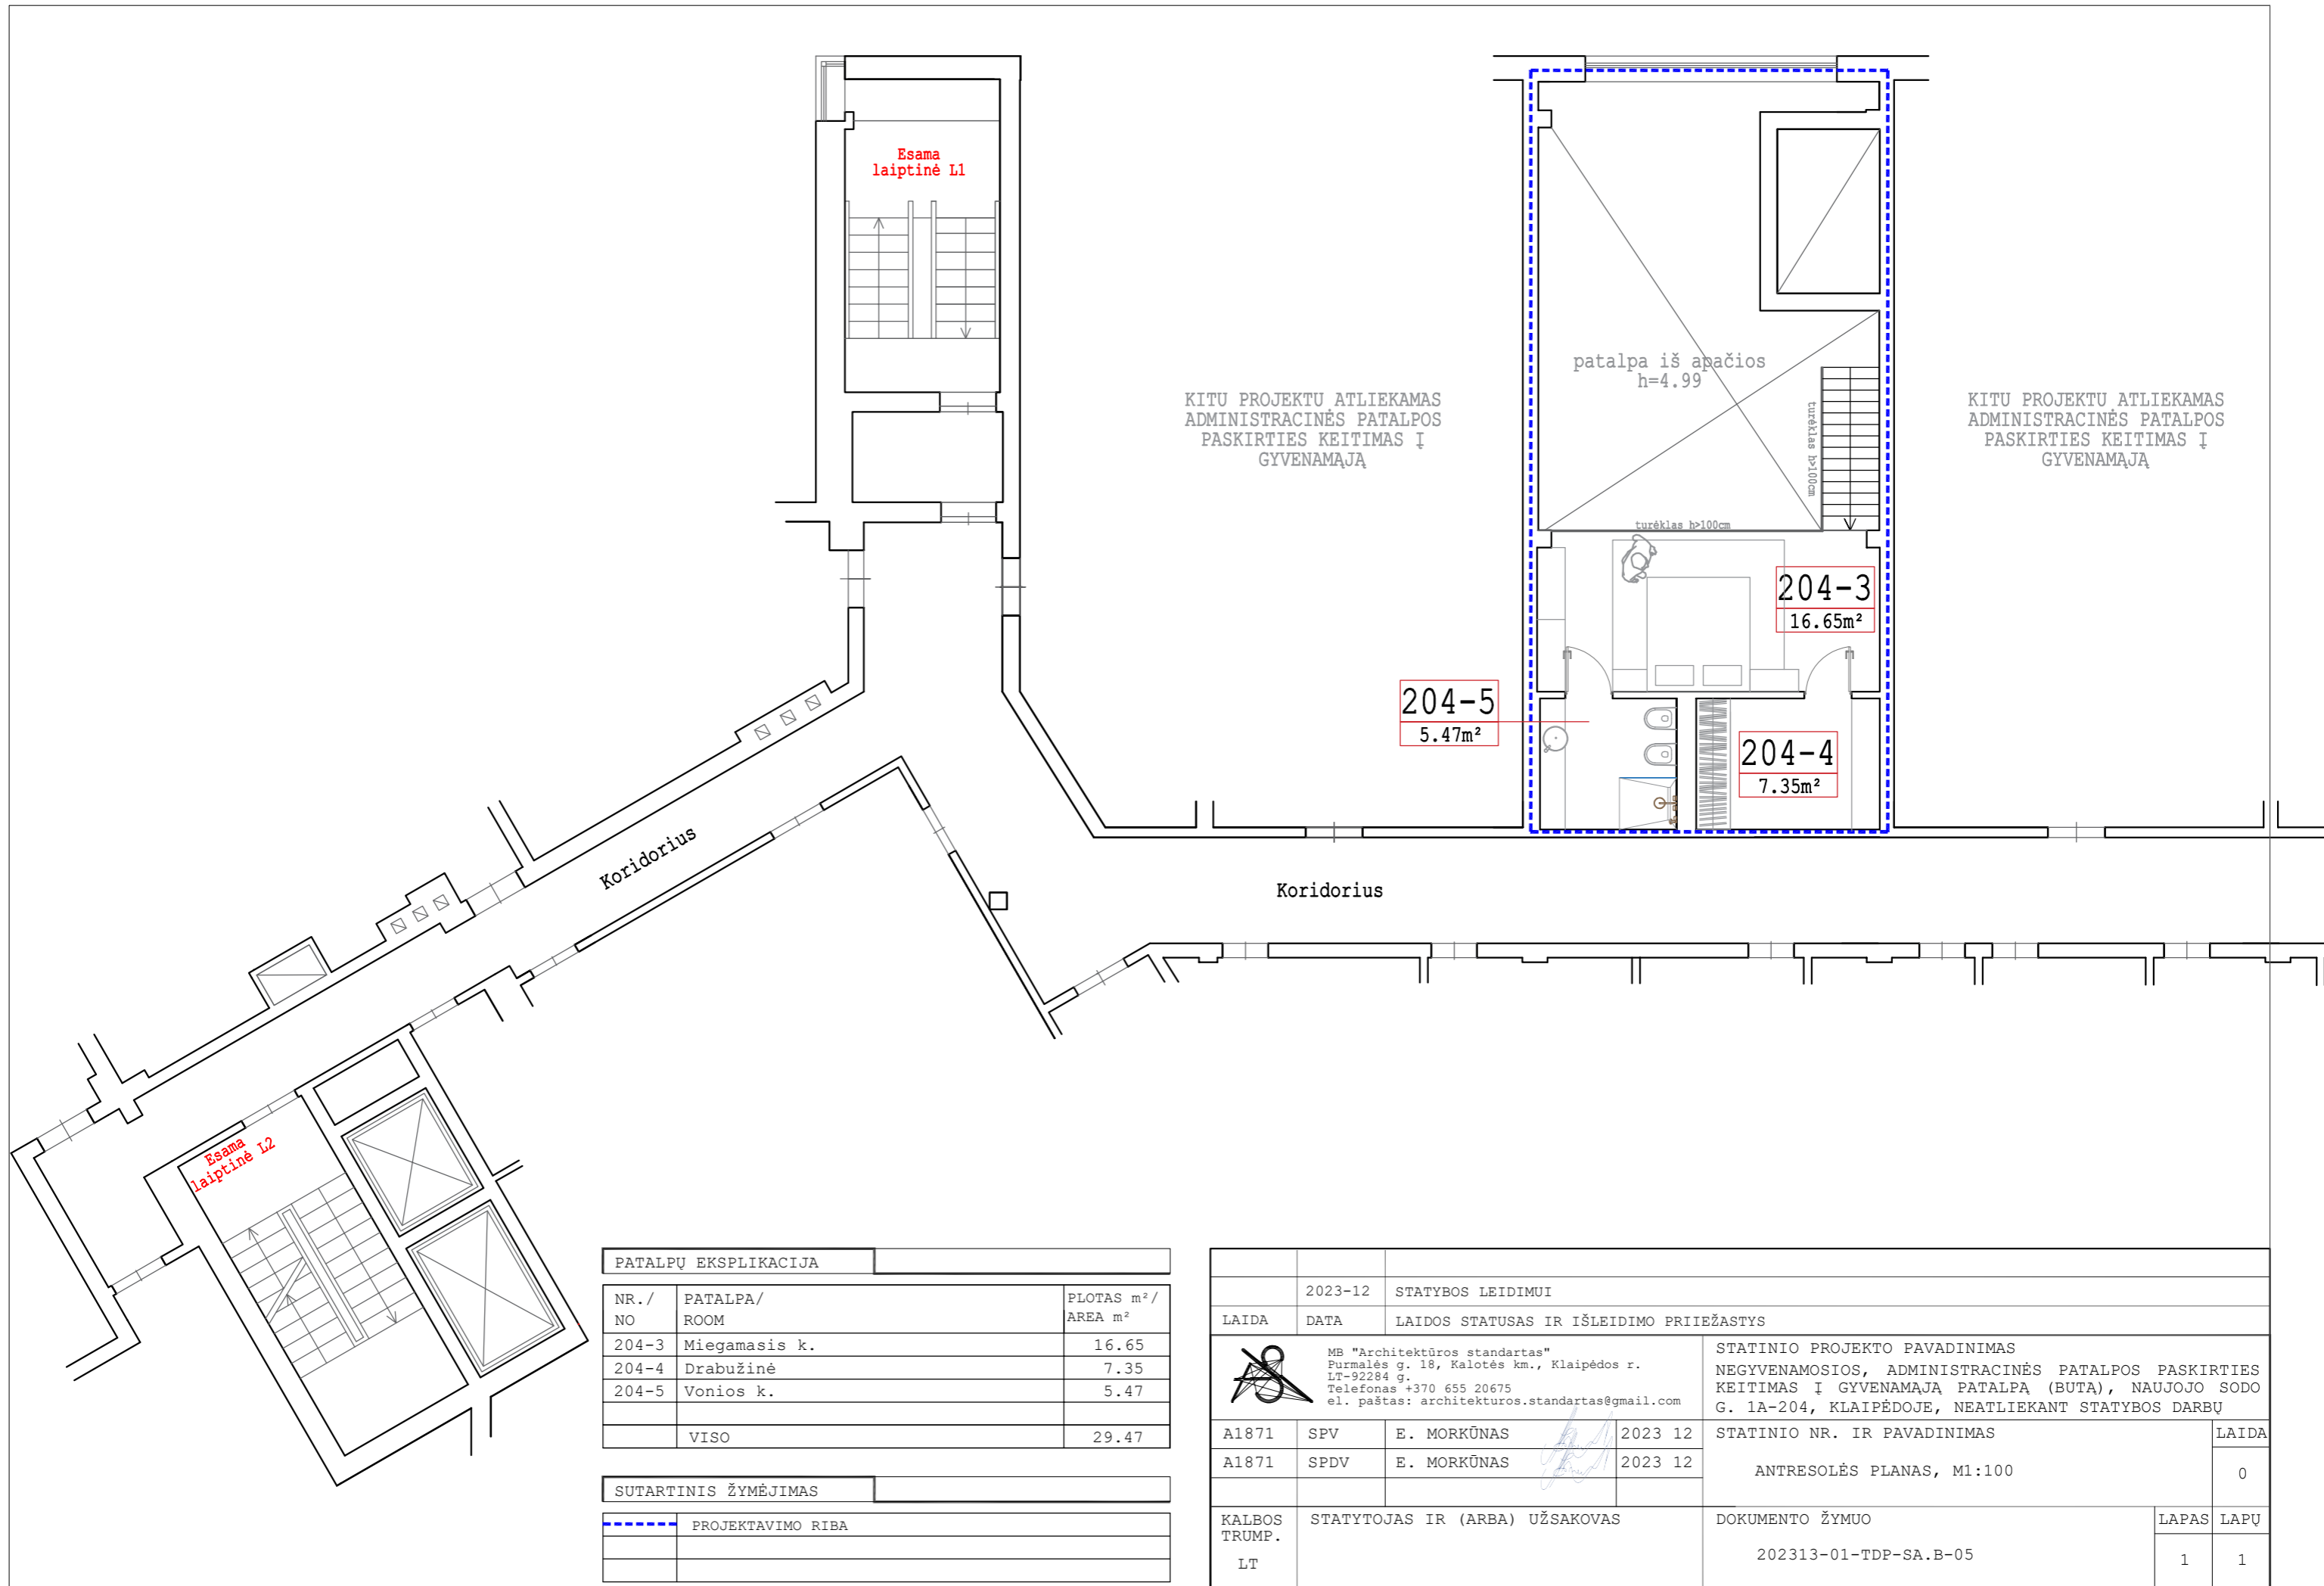 Esama
laiptinė L1
patalpa iš apačios
h=4.99
KITU PROJEKTU ATLIEKAMAS
ADMINISTRACINĖS PATALPOS
PASKIRTIES KEITIMAS Į
GYVENAMĄJĄ
KITU PROJEKTU ATLIEKAMAS
ADMINISTRACINĖS PATALPOS
PASKIRTIES KEITIMAS Į
GYVENAMĄJĄ
turėklas h>100cm
turėklas h>100cm
204-3
16.65m²
204-5
5.47m²
204-4
7.35m²
Koridorius
Koridorius
Esama
laiptinė L2
PATALPŲ EKSPLIKACIJA
NR./ PATALPA/ PLOTAS m²/
NO ROOM AREA m²
204-3 Miegamasis k. 16.65
204-4 Drabužinė 7.35
204-5 Vonios k. 5.47
VISO 29.47
SUTARTINIS ŽYMĖJIMAS
PROJEKTAVIMO RIBA
2023-12 STATYBOS LEIDIMUI
LAIDA DATA LAIDOS STATUSAS IR IŠLEIDIMO PRIIEŽASTYS
MB "Architektūros standartas"
Purmalės g. 18, Kalotės km., Klaipėdos r.
LT-92284 g.
Telefonas +370 655 20675
el. paštas: architekturos.standartas@gmail.com
STATINIO PROJEKTO PAVADINIMAS
NEGYVENAMOSIOS, ADMINISTRACINĖS PATALPOS PASKIRTIES
KEITIMAS Į GYVENAMĄJĄ PATALPĄ (BUTĄ), NAUJOJO SODO
G. 1A-204, KLAIPĖDOJE, NEATLIEKANT STATYBOS DARBŲ
A1871 SPV E. MORKŪNAS 2023 12
A1871 SPDV E. MORKŪNAS 2023 12
STATINIO NR. IR PAVADINIMAS LAIDA
ANTRESOLĖS PLANAS, M1:100 0
KALBOS
TRUMP.
LT
STATYTOJAS IR (ARBA) UŽSAKOVAS
DOKUMENTO ŽYMUO LAPAS LAPŲ
202313-01-TDP-SA.B-05 1 1